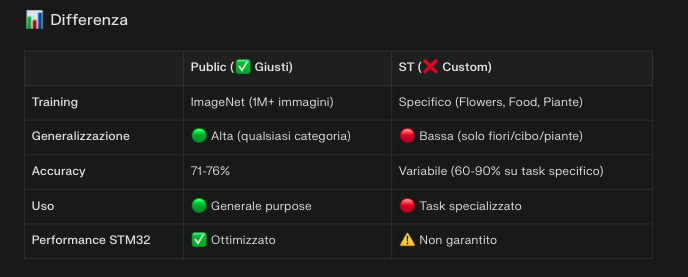 📊 Differenza
Public (✅ Giusti) ST (❌ Custom)
Training ImageNet (1M+ immagini) Specifico (Flowers, Food, Piante)
Generalizzazione 🟢 Alta (qualsiasi categoria) 🔴 Bassa (solo fiori/cibo/piante)
Accuracy 71-76% Variabile (60-90% su task specifico)
Uso 🟢 Generale purpose 🔴 Task specializzato
Performance STM32 ✅ Ottimizzato ⚠️ Non garantito